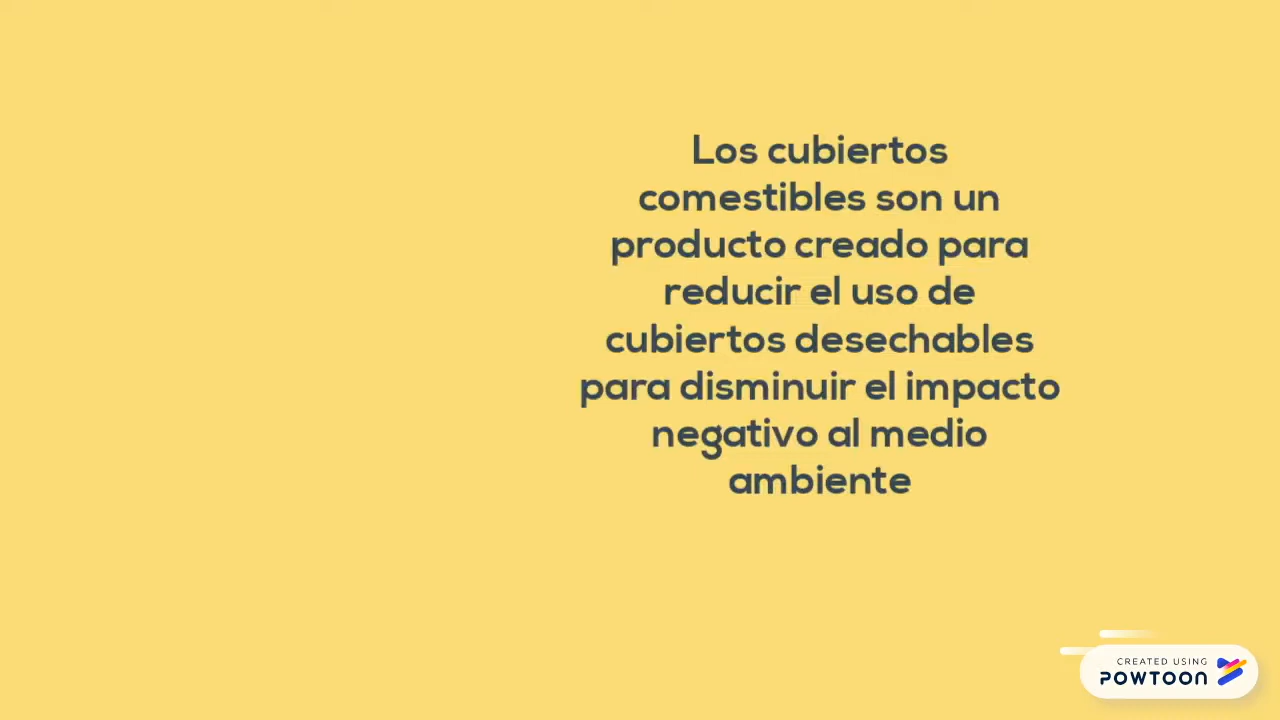 Los cubiertos
comestibles son un
producto creado para
reducir el uso de
cubiertos desechables
para disminuir el impacto
negativo al medio
ambiente
CREATED USING
POWTOON